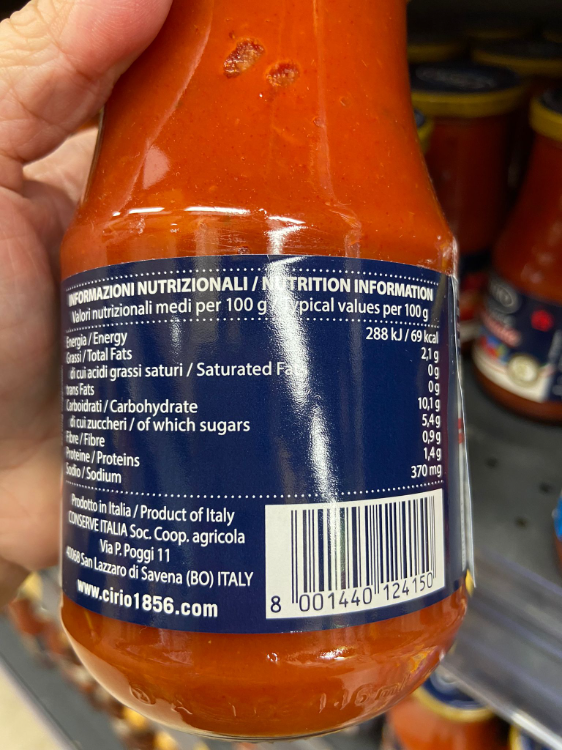 INFORMAZIONI NUTRIZIONALI / NUTRITION INFORMATION
Valori nutrizionali medi per 100 g / Typical values per 100 g
Energia / Energy 288 kJ / 69 kcal
Grassi / Total Fats 2,1 g
di cui acidi grassi saturi / Saturated Fats 0 g
trans Fats 0 g
Carboidrati / Carbohydrate 10,1 g
di cui zuccheri / of which sugars 5,4 g
Fibre / Fibre 0,9 g
Proteine / Proteins 1,4 g
Sodio / Sodium 370 mg
Prodotto in Italia / Product of Italy
CONSERVE ITALIA Soc. Coop. agricola
Via P. Poggi 11
40068 San Lazzaro di Savena (BO) ITALY
www.cirio1856.com
8 001440 124150